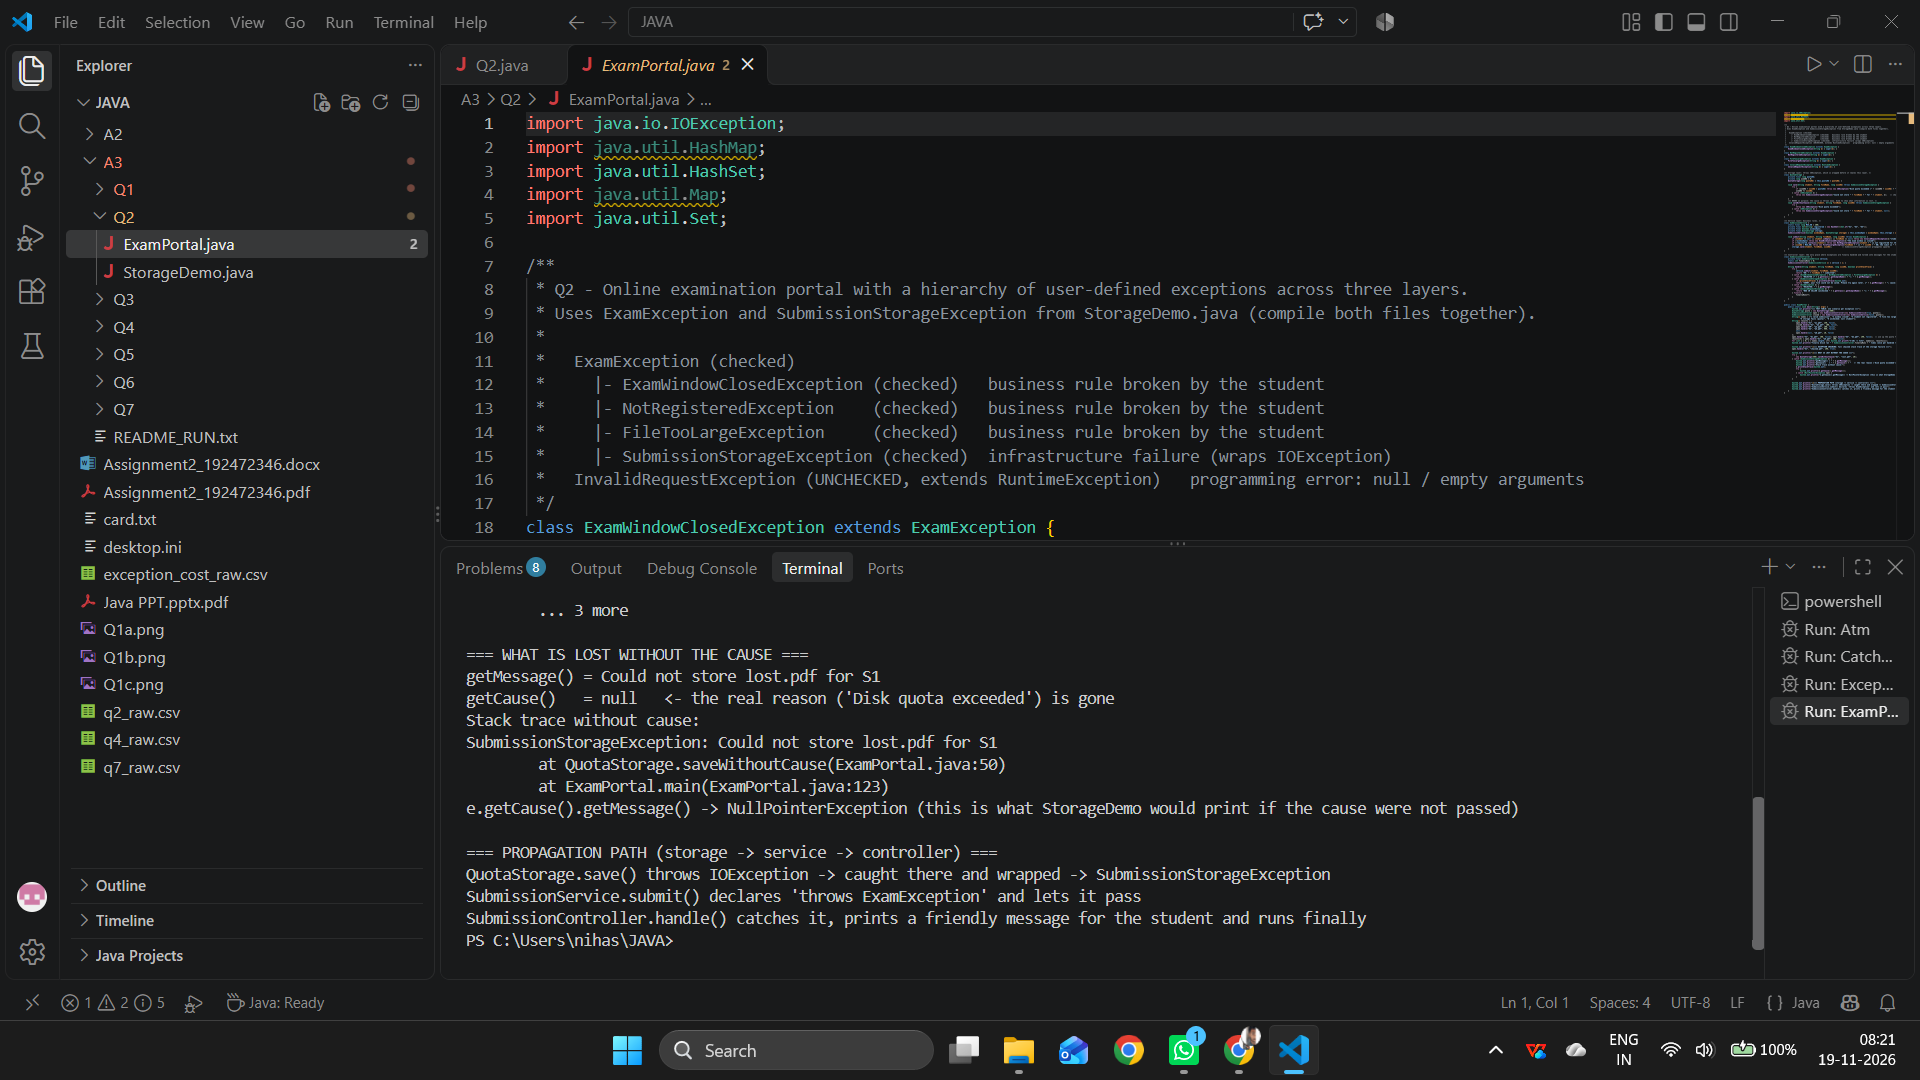 File Edit Selection View Go Run Terminal Help
JAVA
Explorer
JAVA
A2
A3
Q1
Q2
ExamPortal.java 2
StorageDemo.java
Q3
Q4
Q5
Q6
Q7
README_RUN.txt
Assignment2_192472346.docx
Assignment2_192472346.pdf
card.txt
desktop.ini
exception_cost_raw.csv
Java PPT.pptx.pdf
Q1a.png
Q1b.png
Q1c.png
q2_raw.csv
q4_raw.csv
q7_raw.csv
Outline
Timeline
Java Projects
Q2.java ExamPortal.java 2
A3 > Q2 > ExamPortal.java > ...
1 import java.io.IOException;
2 import java.util.HashMap;
3 import java.util.HashSet;
4 import java.util.Map;
5 import java.util.Set;
6
7 /**
8 * Q2 - Online examination portal with a hierarchy of user-defined exceptions across three layers.
9 * Uses ExamException and SubmissionStorageException from StorageDemo.java (compile both files together).
10 *
11 * ExamException (checked)
12 * |- ExamWindowClosedException (checked) business rule broken by the student
13 * |- NotRegisteredException (checked) business rule broken by the student
14 * |- FileTooLargeException (checked) business rule broken by the student
15 * |- SubmissionStorageException (checked) infrastructure failure (wraps IOException)
16 * InvalidRequestException (UNCHECKED, extends RuntimeException) programming error: null / empty arguments
17 */
18 class ExamWindowClosedException extends ExamException {
Problems 8 Output Debug Console Terminal Ports
... 3 more
=== WHAT IS LOST WITHOUT THE CAUSE ===
getMessage() = Could not store lost.pdf for S1
getCause() = null <- the real reason ('Disk quota exceeded') is gone
Stack trace without cause:
SubmissionStorageException: Could not store lost.pdf for S1
at QuotaStorage.saveWithoutCause(ExamPortal.java:50)
at ExamPortal.main(ExamPortal.java:123)
e.getCause().getMessage() -> NullPointerException (this is what StorageDemo would print if the cause were not passed)
=== PROPAGATION PATH (storage -> service -> controller) ===
QuotaStorage.save() throws IOException -> caught there and wrapped -> SubmissionStorageException
SubmissionService.submit() declares 'throws ExamException' and lets it pass
SubmissionController.handle() catches it, prints a friendly message for the student and runs finally
PS C:\Users\nihas\JAVA>
powershell
Run: Atm
Run: Catch...
Run: Excep...
Run: ExamP...
1 2 5 Java: Ready
Ln 1, Col 1 Spaces: 4 UTF-8 LF {} Java
Search
1
ENG
IN
100%
08:21
19-11-2026